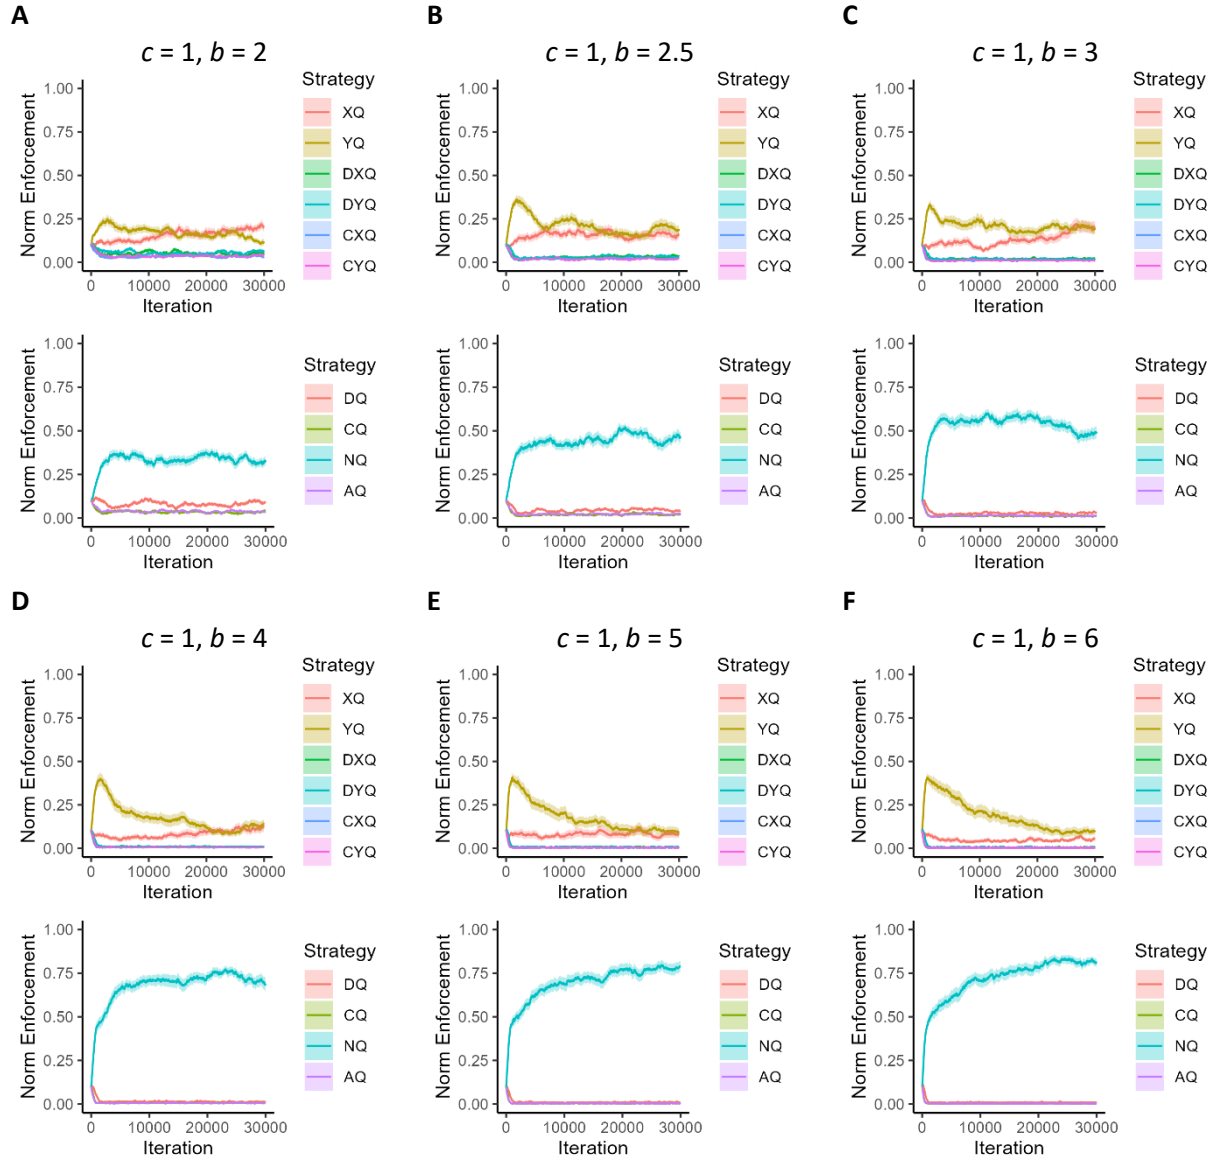 A
c = 1, b = 2
Norm Enforcement
1.00
0.75
0.50
0.25
0.00
0 10000 20000 30000
Iteration
Strategy
XQ
YQ
DXQ
DYQ
CXQ
CYQ
Norm Enforcement
1.00
0.75
0.50
0.25
0.00
0 10000 20000 30000
Iteration
Strategy
DQ
CQ
NQ
AQ
B
c = 1, b = 2.5
Norm Enforcement
1.00
0.75
0.50
0.25
0.00
0 10000 20000 30000
Iteration
Strategy
XQ
YQ
DXQ
DYQ
CXQ
CYQ
Norm Enforcement
1.00
0.75
0.50
0.25
0.00
0 10000 20000 30000
Iteration
Strategy
DQ
CQ
NQ
AQ
C
c = 1, b = 3
Norm Enforcement
1.00
0.75
0.50
0.25
0.00
0 10000 20000 30000
Iteration
Strategy
XQ
YQ
DXQ
DYQ
CXQ
CYQ
Norm Enforcement
1.00
0.75
0.50
0.25
0.00
0 10000 20000 30000
Iteration
Strategy
DQ
CQ
NQ
AQ
D
c = 1, b = 4
Norm Enforcement
1.00
0.75
0.50
0.25
0.00
0 10000 20000 30000
Iteration
Strategy
XQ
YQ
DXQ
DYQ
CXQ
CYQ
Norm Enforcement
1.00
0.75
0.50
0.25
0.00
0 10000 20000 30000
Iteration
Strategy
DQ
CQ
NQ
AQ
E
c = 1, b = 5
Norm Enforcement
1.00
0.75
0.50
0.25
0.00
0 10000 20000 30000
Iteration
Strategy
XQ
YQ
DXQ
DYQ
CXQ
CYQ
Norm Enforcement
1.00
0.75
0.50
0.25
0.00
0 10000 20000 30000
Iteration
Strategy
DQ
CQ
NQ
AQ
F
c = 1, b = 6
Norm Enforcement
1.00
0.75
0.50
0.25
0.00
0 10000 20000 30000
Iteration
Strategy
XQ
YQ
DXQ
DYQ
CXQ
CYQ
Norm Enforcement
1.00
0.75
0.50
0.25
0.00
0 10000 20000 30000
Iteration
Strategy
DQ
CQ
NQ
AQ